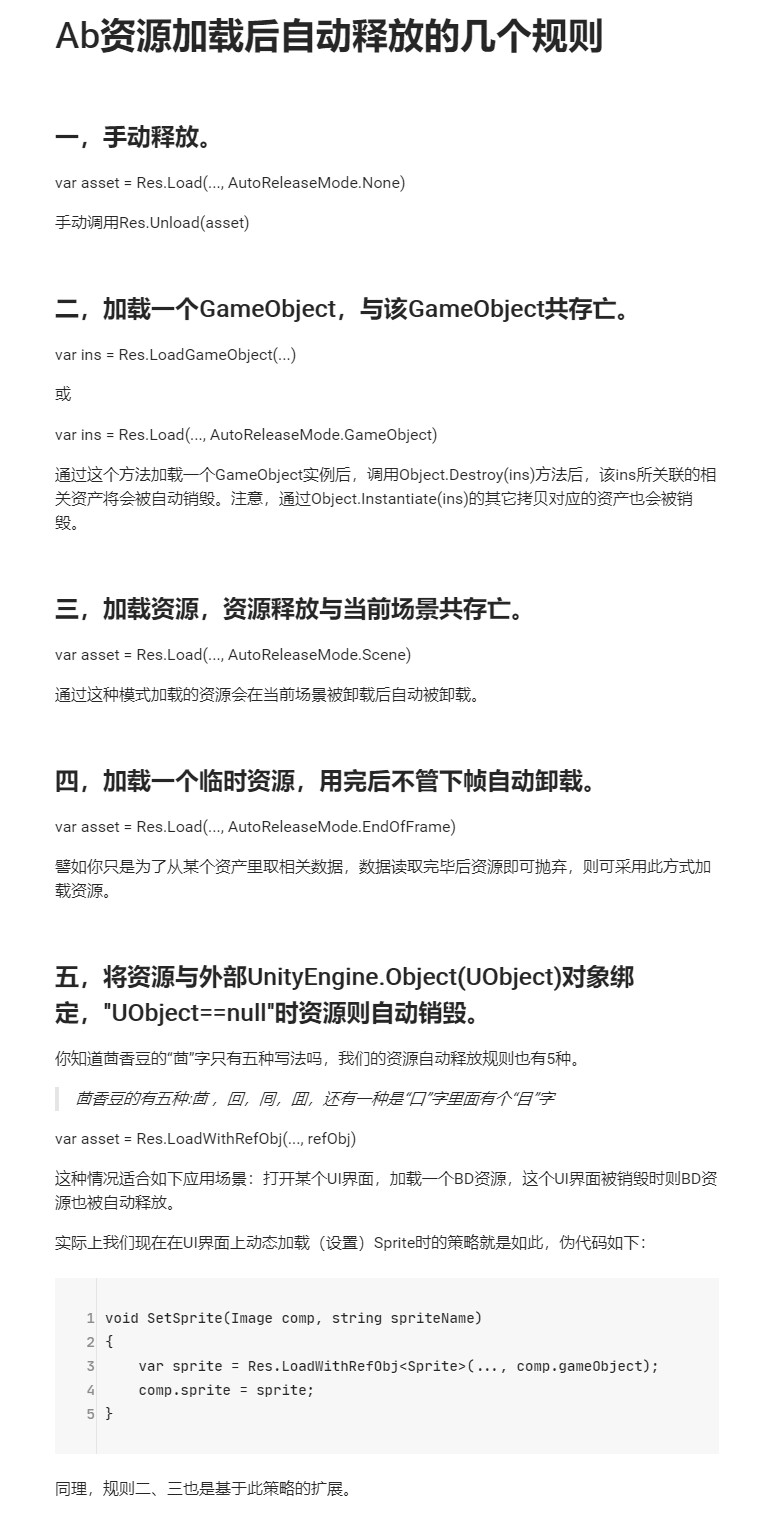 Ab资源加载后自动释放的几个规则
一，手动释放。
var asset = Res.Load(..., AutoReleaseMode.None)
手动调用Res.Unload(asset)
二，加载一个GameObject，与该GameObject共存亡。
var ins = Res.LoadGameObject(...)
或
var ins = Res.Load(..., AutoReleaseMode.GameObject)
通过这个方法加载一个GameObject实例后，调用Object.Destroy(ins)方法后，该ins所关联的相
关资产将会被自动销毁。注意，通过Object.Instantiate(ins)的其它拷贝对应的资产也会被销
毁。
三，加载资源，资源释放与当前场景共存亡。
var asset = Res.Load(..., AutoReleaseMode.Scene)
通过这种模式加载的资源会在当前场景被卸载后自动被卸载。
四，加载一个临时资源，用完后不管下帧自动卸载。
var asset = Res.Load(..., AutoReleaseMode.EndOfFrame)
譬如你只是为了从某个资产里取相关数据，数据读取完毕后资源即可抛弃，则可采用此方式加
载资源。
五，将资源与外部UnityEngine.Object(UObject)对象绑
定，"UObject==null"时资源则自动销毁。
你知道茴香豆的“茴”字只有五种写法吗，我们的资源自动释放规则也有5种。
茴香豆的有五种:茴 ，回，囘，囬，还有一种是“口”字里面有个“目”字
var asset = Res.LoadWithRefObj(..., refObj)
这种情况适合如下应用场景：打开某个UI界面，加载一个BD资源，这个UI界面被销毁时则BD资
源也被自动释放。
实际上我们现在在UI界面上动态加载（设置）Sprite时的策略就是如此，伪代码如下：
1 void SetSprite(Image comp, string spriteName)
2 {
3     var sprite = Res.LoadWithRefObj<Sprite>(..., comp.gameObject);
4     comp.sprite = sprite;
5 }
同理，规则二、三也是基于此策略的扩展。